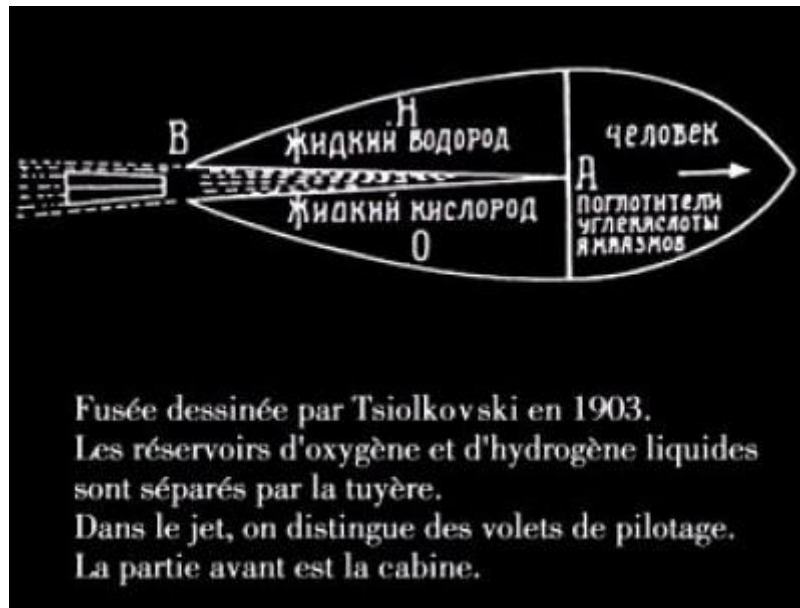 B
H
ЖИДКИЙ ВОДОРОД
ЧЕЛОВЕК
A
ЖИДКИЙ КИСЛОРОД
O
ПОГЛОТИТЕЛИ
УГЛЕКИСЛОТЫ
Fusée dessinée par Tsiolkovski en 1903.
Les réservoirs d'oxygène et d'hydrogène liquides
sont séparés par la tuyère.
Dans le jet, on distingue des volets de pilotage.
La partie avant est la cabine.